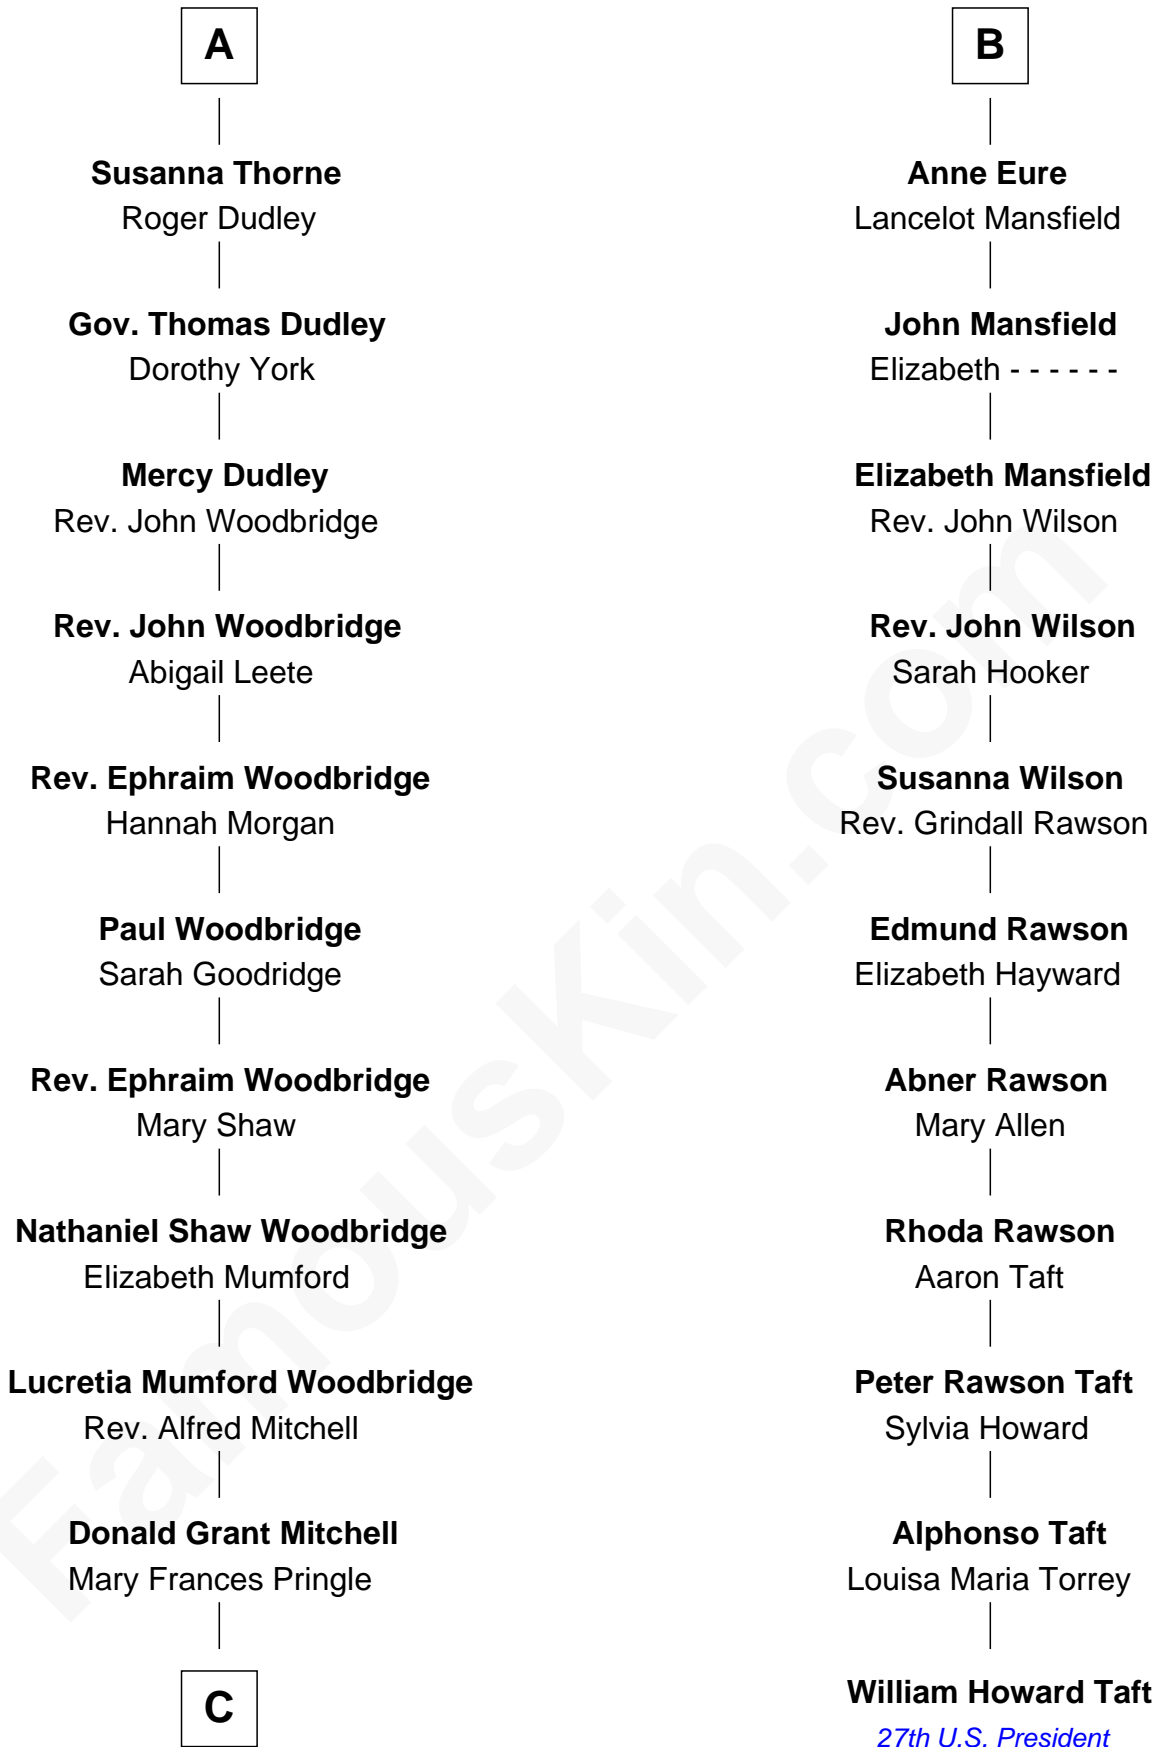 A
Susanna Thorne
Roger Dudley
Gov. Thomas Dudley
Dorothy York
Mercy Dudley
Rev. John Woodbridge
Rev. John Woodbridge
Abigail Leete
Rev. Ephraim Woodbridge
Hannah Morgan
Paul Woodbridge
Sarah Goodridge
Rev. Ephraim Woodbridge
Mary Shaw
Nathaniel Shaw Woodbridge
Elizabeth Mumford
Lucretia Mumford Woodbridge
Rev. Alfred Mitchell
Donald Grant Mitchell
Mary Frances Pringle
C
B
Anne Eure
Lancelot Mansfield
John Mansfield
Elizabeth - - - - - -
Elizabeth Mansfield
Rev. John Wilson
Rev. John Wilson
Sarah Hooker
Susanna Wilson
Rev. Grindall Rawson
Edmund Rawson
Elizabeth Hayward
Abner Rawson
Mary Allen
Rhoda Rawson
Aaron Taft
Peter Rawson Taft
Sylvia Howard
Alphonso Taft
Louisa Maria Torrey
William Howard Taft
27th U.S. President
FamousKin.com